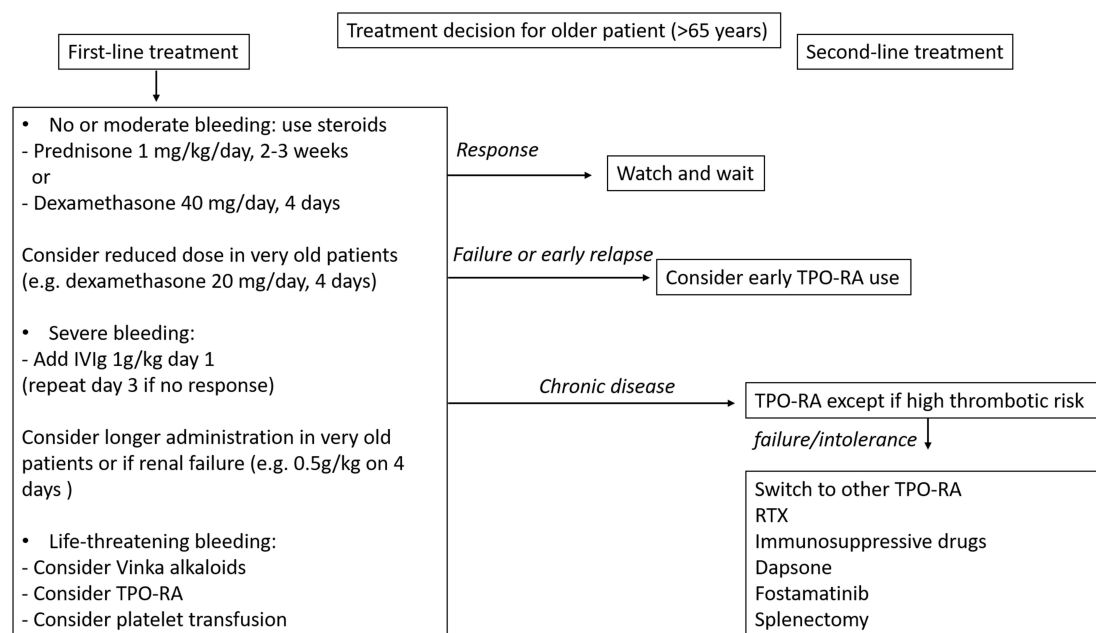 Treatment decision for older patient (>65 years)
First-line treatment
Second-line treatment
• No or moderate bleeding: use steroids
- Prednisone 1 mg/kg/day, 2-3 weeks
or
- Dexamethasone 40 mg/day, 4 days
Consider reduced dose in very old patients
(e.g. dexamethasone 20 mg/day, 4 days)
• Severe bleeding:
- Add IVIg 1g/kg day 1
(repeat day 3 if no response)
Consider longer administration in very old
patients or if renal failure (e.g. 0.5g/kg on 4
days )
• Life-threatening bleeding:
- Consider Vinka alkaloids
- Consider TPO-RA
- Consider platelet transfusion
Response
Watch and wait
Failure or early relapse
Consider early TPO-RA use
Chronic disease
TPO-RA except if high thrombotic risk
failure/intolerance
Switch to other TPO-RA
RTX
Immunosuppressive drugs
Dapsone
Fostamatinib
Splenectomy